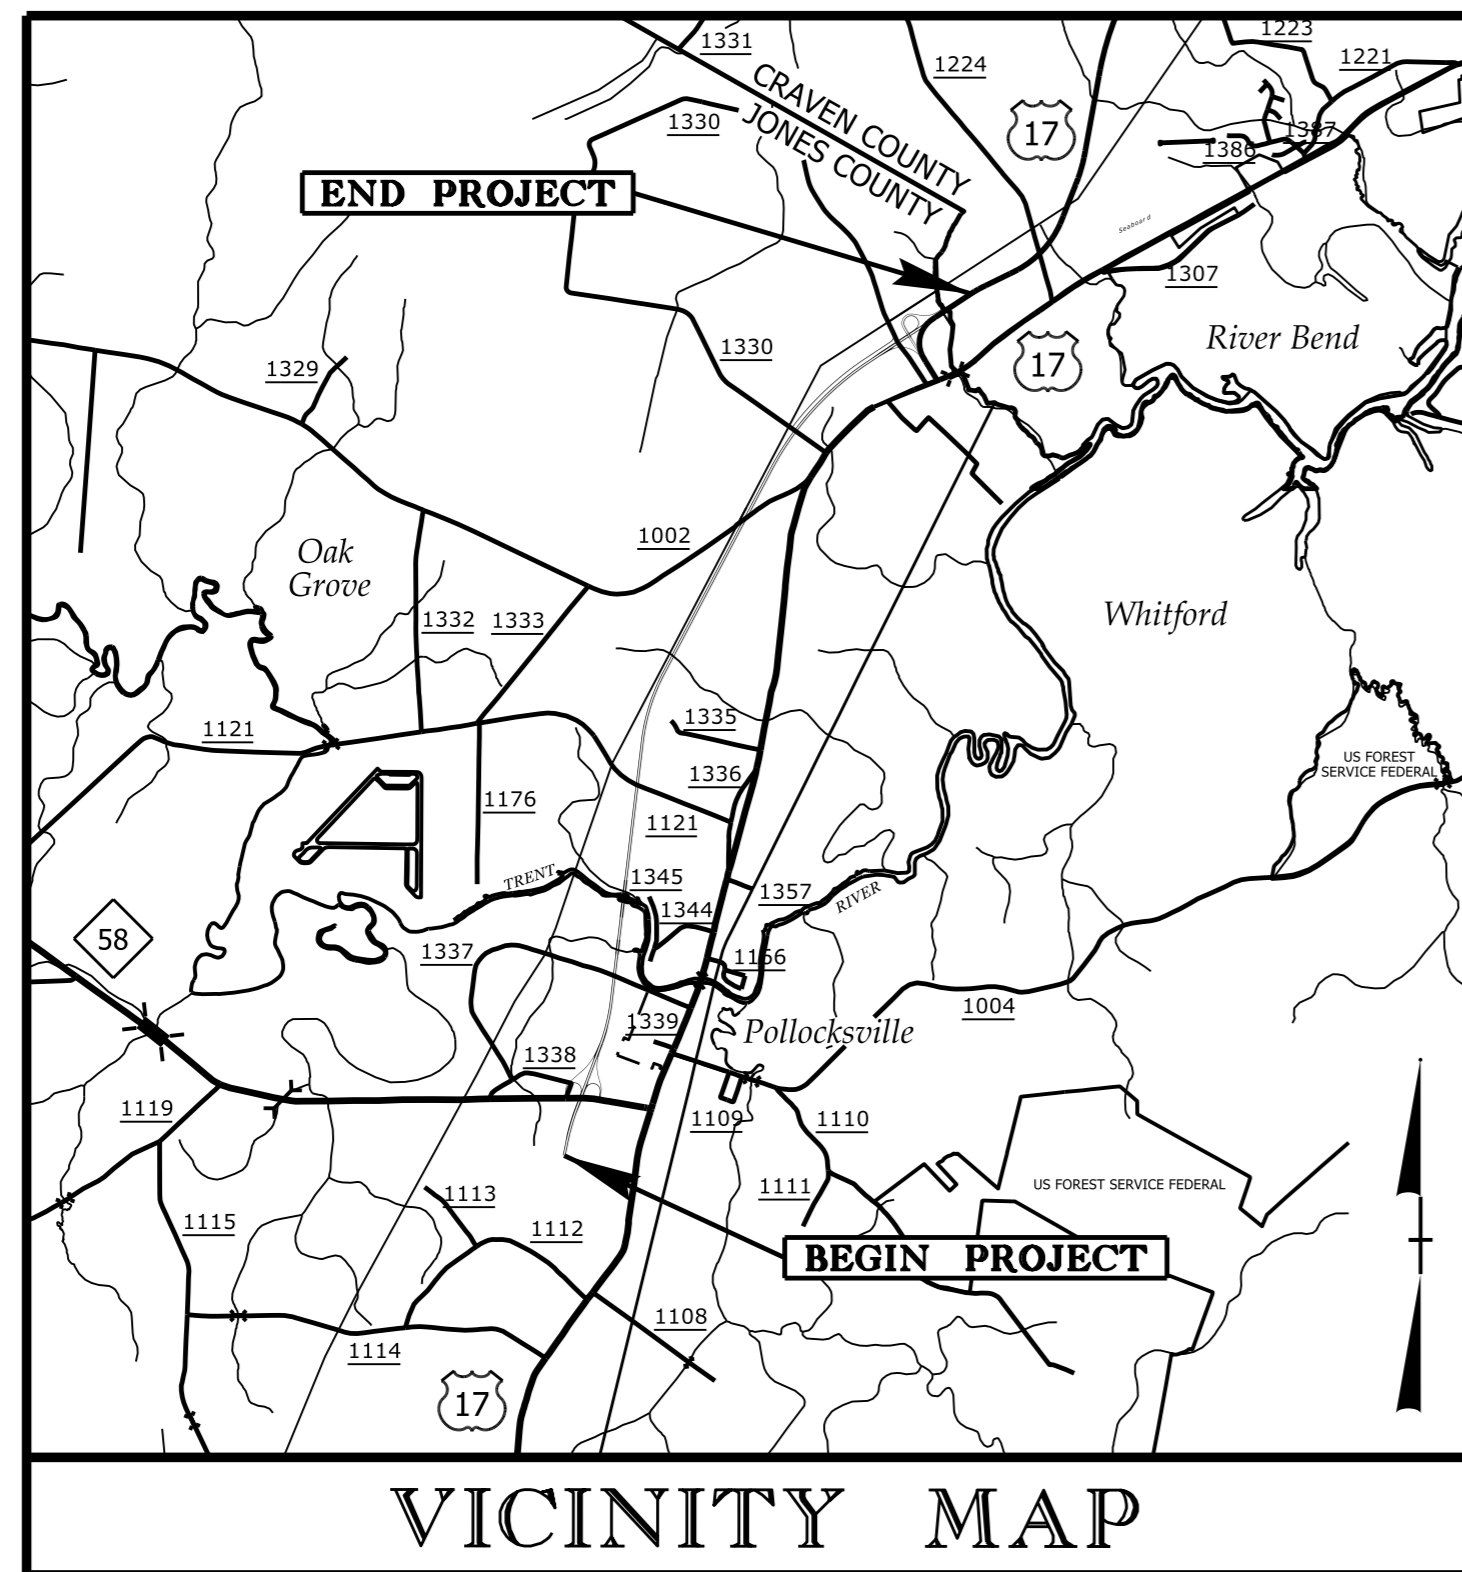 1223
1331
1221
1224
CRAVEN COUNTY
JONES COUNTY
1330
17
1387
1386
END PROJECT
Seaboard
1307
River Bend
1330
17
1329
1002
Oak
Grove
1332
1333
Whitford
1335
1121
US FOREST
SERVICE FEDERAL
1336
1176
1121
TRENT
1345
1357
RIVER
1344
58
1337
1166
1004
1339
Pollocksville
1338
1119
1109
1110
US FOREST SERVICE FEDERAL
1111
1113
1115
1112
BEGIN PROJECT
1108
1114
17
VICINITY MAP